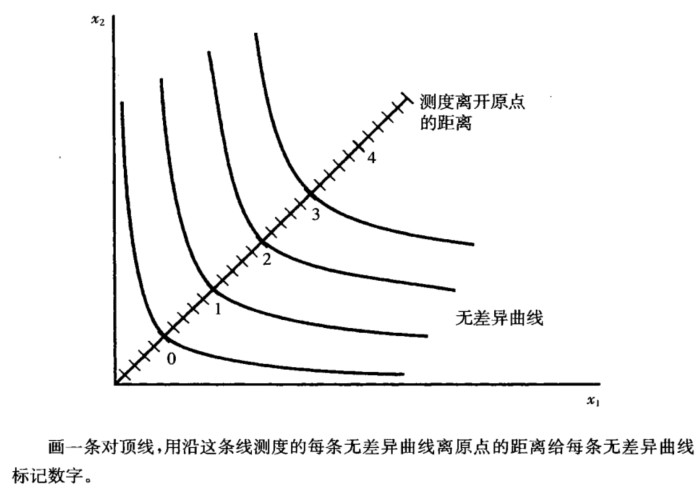 x₂
测度离开原点
的距离
4
3
2
1
0
无差异曲线
x₁
画一条对顶线，用沿这条线测度的每条无差异曲线离原点的距离给每条无差异曲线
标记数字。